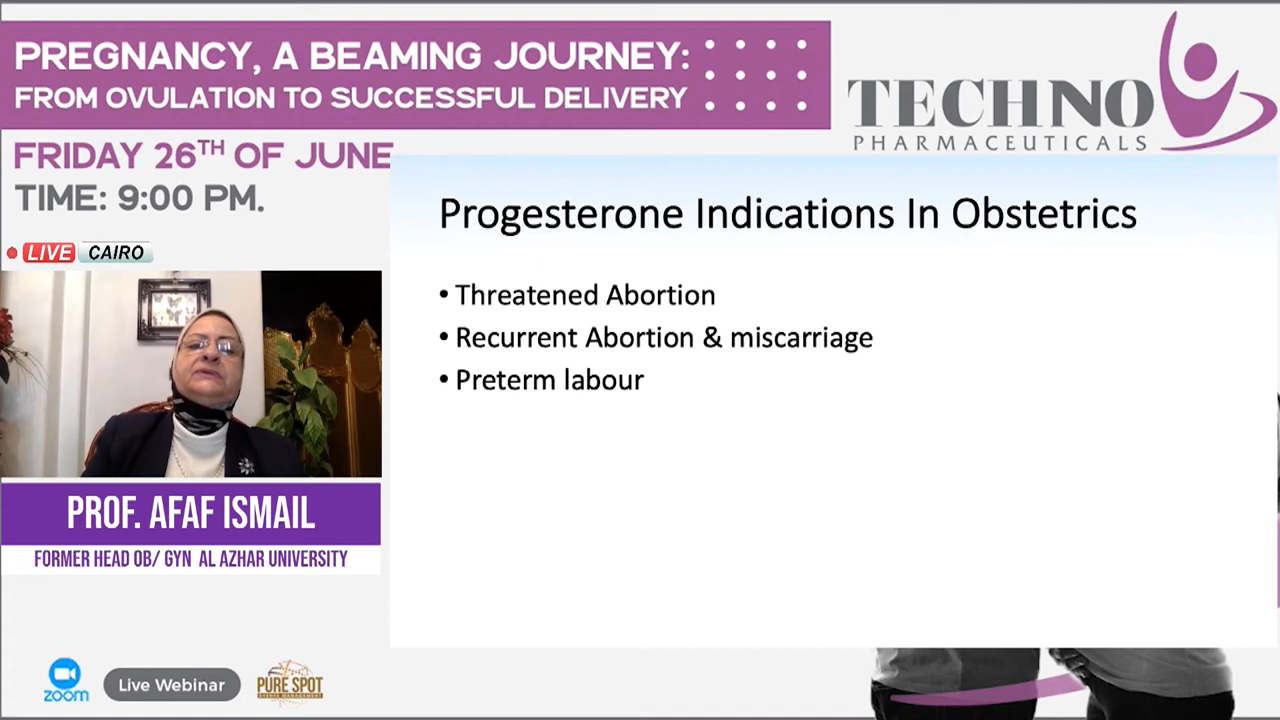 PREGNANCY, A BEAMING JOURNEY:
FROM OVULATION TO SUCCESSFUL DELIVERY
TECHNO
PHARMACEUTICALS
FRIDAY 26TH OF JUNE
TIME: 9:00 PM.
LIVE CAIRO
Progesterone Indications In Obstetrics
• Threatened Abortion
• Recurrent Abortion & miscarriage
• Preterm labour
PROF. AFAF ISMAIL
FORMER HEAD OB/ GYN AL AZHAR UNIVERSITY
zoom
Live Webinar
PURE SPOT
EVENTS MANAGEMENT